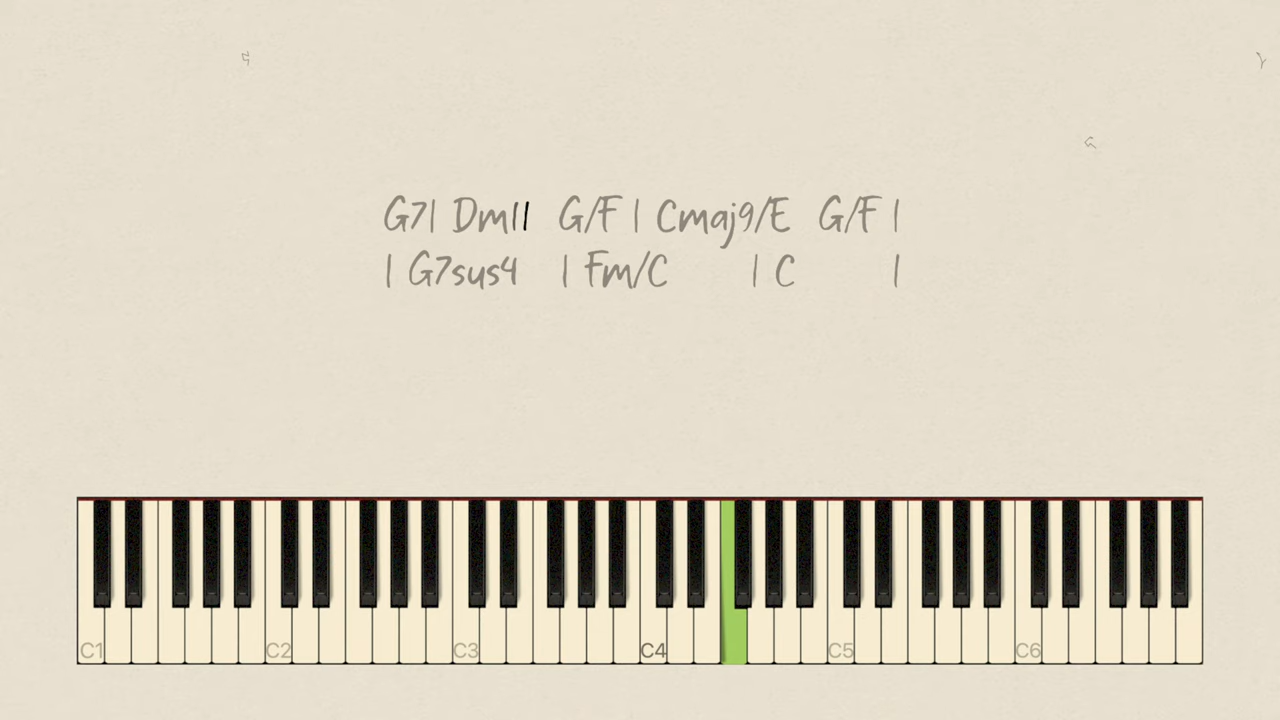 G7| Dm11 G/F | Cmaj9/E G/F |
| G7sus4 | Fm/C | C |
C1 C2 C3 C4 C5 C6